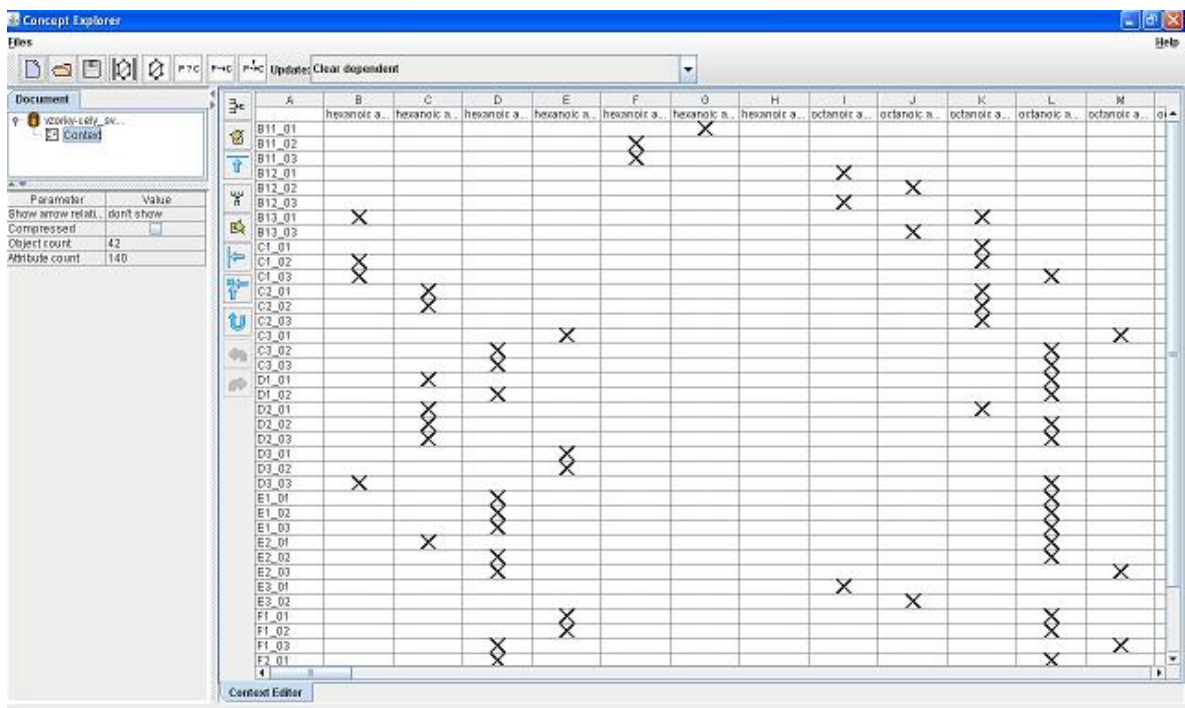 Concept Explorer
Files Help
Update: Clear dependent
Document
Context
Parameter Value
Show arrow relati... don't show
Compressed
Object count 42
Attribute count 140
A B C D E F G H I J K L M
hexanoic a... hexanoic a... hexanoic a... hexanoic a... hexanoic a... hexanoic a... hexanoic a... octanoic a... octanoic a... octanoic a... octanoic a... octanoic a...
B11_01 X
B11_02 X
B11_03 X
B12_01 X
B12_02 X
B12_03 X
B13_01 X X
B13_03 X
C1_01 X
C1_02 X X
C1_03 X X
C2_01 X X
C2_02 X X
C2_03 X
C3_01 X X
C3_02 X X
C3_03 X X
D1_01 X X
D1_02 X X
D2_01 X X
D2_02 X X
D2_03 X X
D3_01 X
D3_02 X
D3_03 X X
E1_01 X X
E1_02 X X
E1_03 X X
E2_01 X X
E2_02 X X
E2_03 X X
E3_01 X
E3_02 X
F1_01 X X
F1_02 X X
F1_03 X X
F2_01 X X
Context Editor